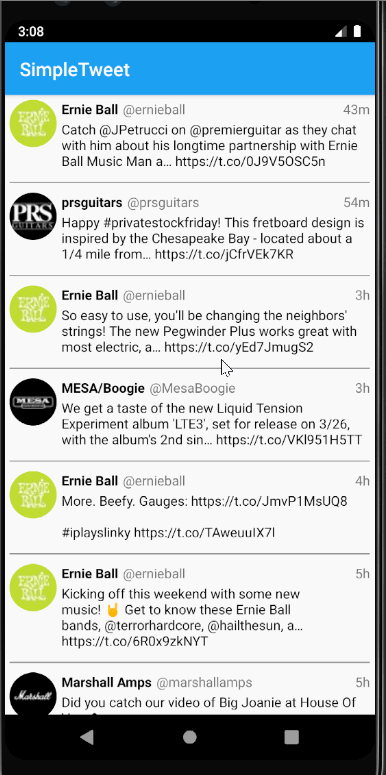 3:08
SimpleTweet
ERNIE BALL
Ernie Ball @ernieball 43m
Catch @JPetrucci on @premierguitar as they chat
with him about his longtime partnership with Ernie
Ball Music Man a... https://t.co/0J9V5OSC5n
PRS GUITARS
prsguitars @prsguitars 54m
Happy #privatestockfriday! This fretboard design is
inspired by the Chesapeake Bay - located about a
1/4 mile from... https://t.co/jCfrVEk7KR
ERNIE BALL
Ernie Ball @ernieball 3h
So easy to use, you'll be changing the neighbors'
strings! The new Pegwinder Plus works great with
most electric, a... https://t.co/yEd7JmugS2
MESA
MESA/Boogie @MesaBoogie 3h
We get a taste of the new Liquid Tension
Experiment album 'LTE3', set for release on 3/26,
with the album's 2nd sin... https://t.co/VKl951H5TT
ERNIE BALL
Ernie Ball @ernieball 4h
More. Beefy. Gauges: https://t.co/JmvP1MsUQ8
#iplayslinky https://t.co/TAweuuIX7l
ERNIE BALL
Ernie Ball @ernieball 5h
Kicking off this weekend with some new
music! 🤘 Get to know these Ernie Ball
bands, @terrorhardcore, @hailthesun, a...
https://t.co/6R0x9zkNYT
Marshall
Marshall Amps @marshallamps 5h
Did you catch our video of Big Joanie at House Of